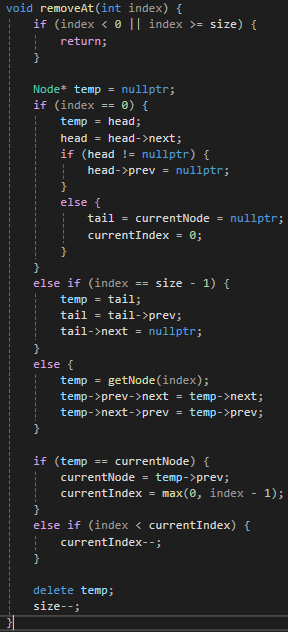 void removeAt(int index) {
if (index < 0 || index >= size) {
return;
}
Node* temp = nullptr;
if (index == 0) {
temp = head;
head = head->next;
if (head != nullptr) {
head->prev = nullptr;
}
else {
tail = currentNode = nullptr;
currentIndex = 0;
}
}
else if (index == size - 1) {
temp = tail;
tail = tail->prev;
tail->next = nullptr;
}
else {
temp = getNode(index);
temp->prev->next = temp->next;
temp->next->prev = temp->prev;
}
if (temp == currentNode) {
currentNode = temp->prev;
currentIndex = max(0, index - 1);
}
else if (index < currentIndex) {
currentIndex--;
}
delete temp;
size--;
}